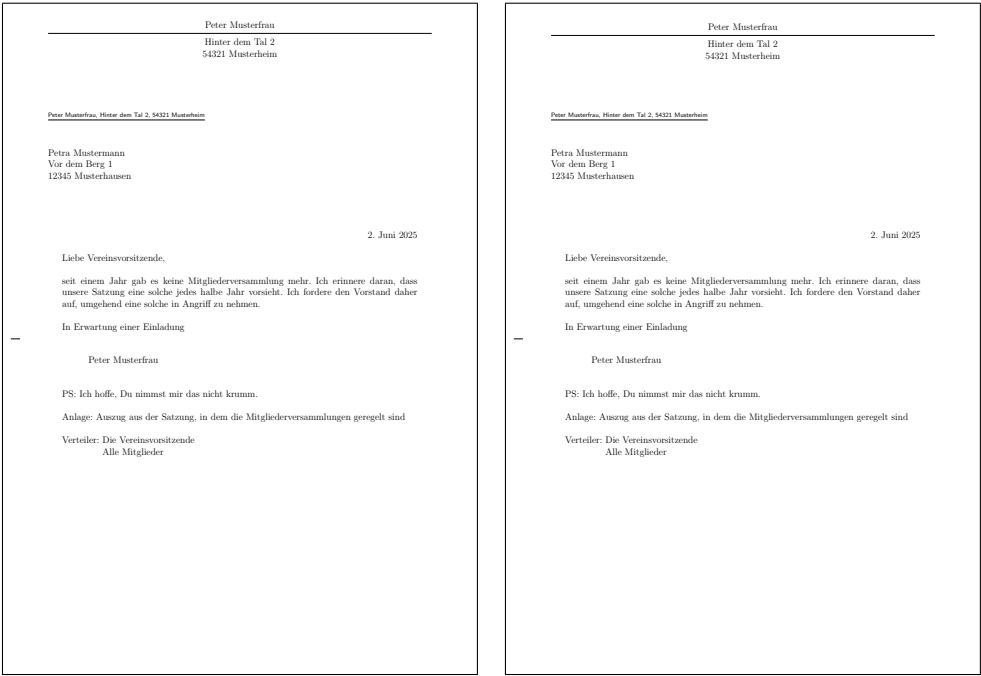 Peter Musterfrau
Hinter dem Tal 2
54321 Musterheim
Peter Musterfrau, Hinter dem Tal 2, 54321 Musterheim
Petra Mustermann
Vor dem Berg 1
12345 Musterhausen
2. Juni 2025
Liebe Vereinsvorsitzende,
seit einem Jahr gab es keine Mitgliederversammlung mehr. Ich erinnere daran, dass
unsere Satzung eine solche jedes halbe Jahr vorsieht. Ich fordere den Vorstand daher
auf, umgehend eine solche in Angriff zu nehmen.
In Erwartung einer Einladung
Peter Musterfrau
PS: Ich hoffe, Du nimmst mir das nicht krumm.
Anlage: Auszug aus der Satzung, in dem die Mitgliederversammlungen geregelt sind
Verteiler: Die Vereinsvorsitzende
Alle Mitglieder
Peter Musterfrau
Hinter dem Tal 2
54321 Musterheim
Peter Musterfrau, Hinter dem Tal 2, 54321 Musterheim
Petra Mustermann
Vor dem Berg 1
12345 Musterhausen
2. Juni 2025
Liebe Vereinsvorsitzende,
seit einem Jahr gab es keine Mitgliederversammlung mehr. Ich erinnere daran, dass
unsere Satzung eine solche jedes halbe Jahr vorsieht. Ich fordere den Vorstand daher
auf, umgehend eine solche in Angriff zu nehmen.
In Erwartung einer Einladung
Peter Musterfrau
PS: Ich hoffe, Du nimmst mir das nicht krumm.
Anlage: Auszug aus der Satzung, in dem die Mitgliederversammlungen geregelt sind
Verteiler: Die Vereinsvorsitzende
Alle Mitglieder